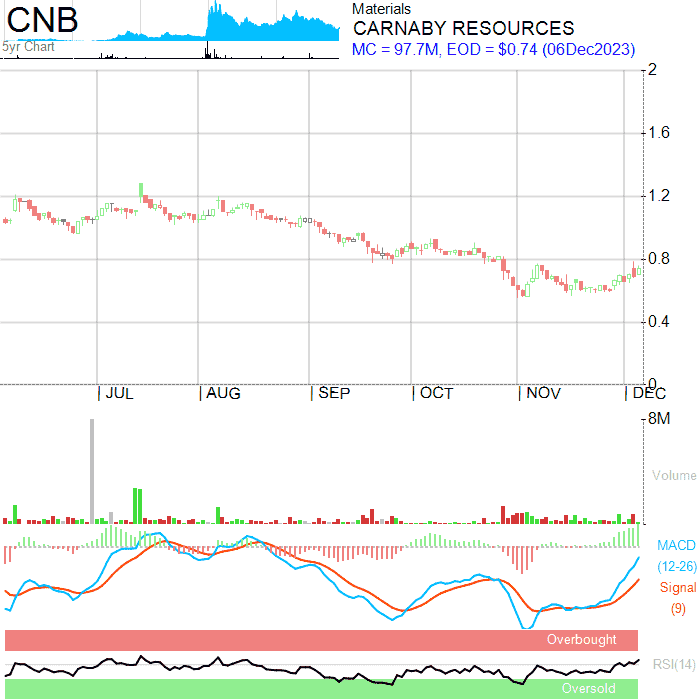 CNB
5yr Chart
Materials
CARNABY RESOURCES
MC = 97.7M, EOD = $0.74 (06Dec2023)
2
1.6
1.2
0.8
0.4
0
JUL
AUG
SEP
OCT
NOV
DEC
8M
Volume
MACD
(12-26)
Signal
(9)
Overbought
RSI(14)
Oversold